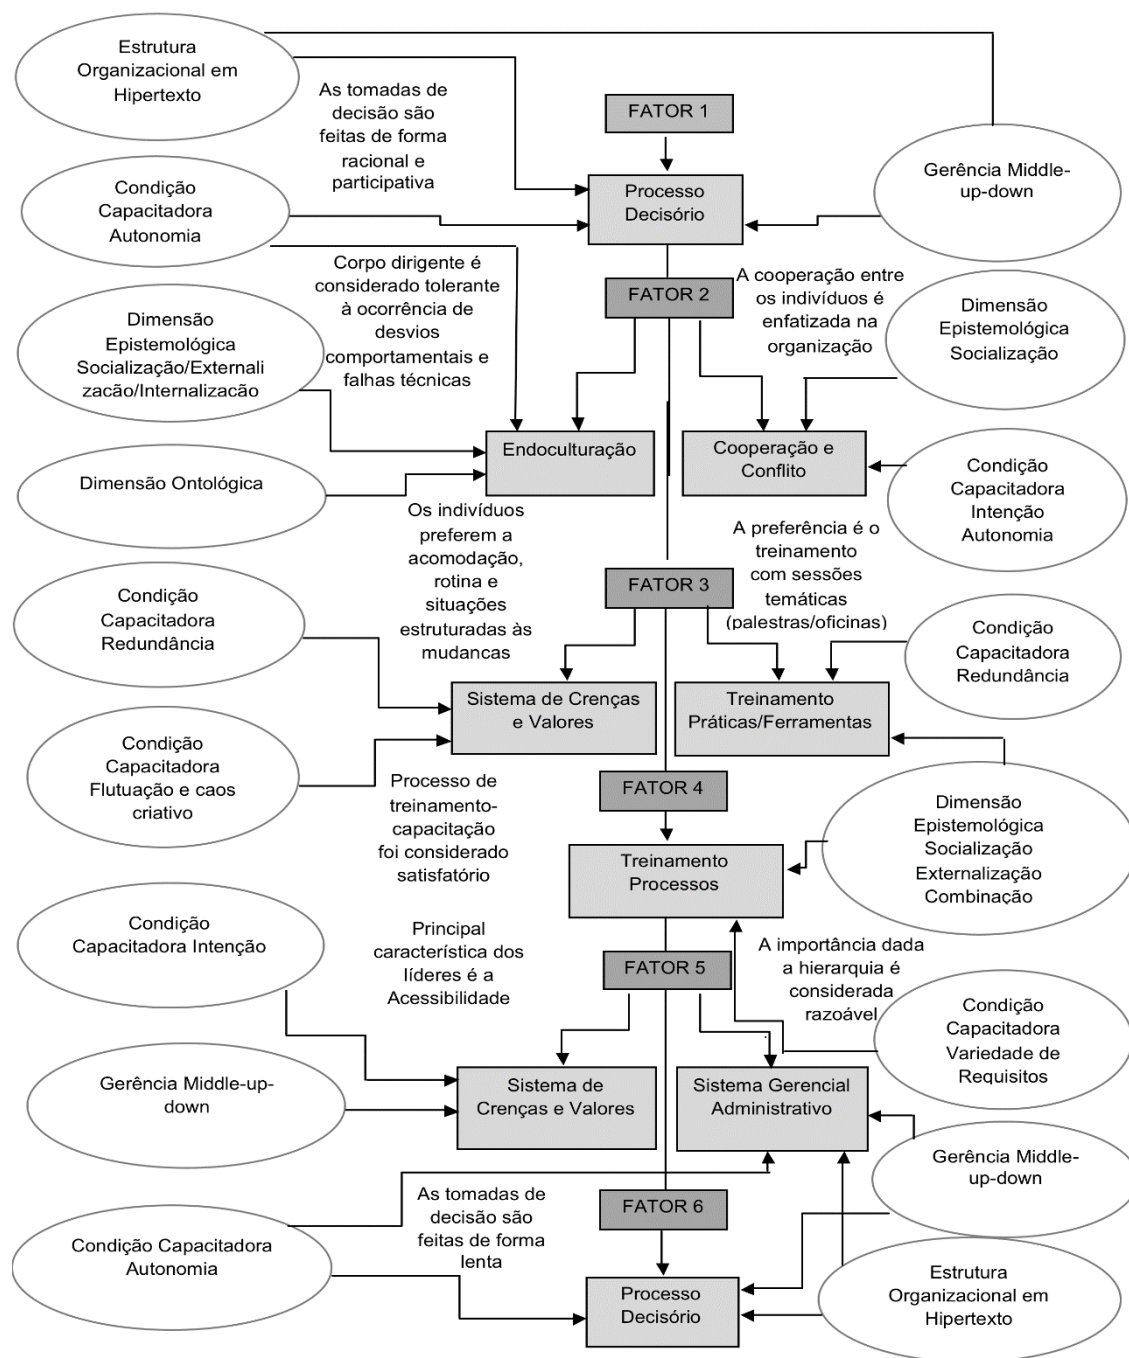 Estrutura
Organizacional em
Hipertexto
As tomadas de
decisão são
feitas de forma
racional e
participativa
FATOR 1
Gerência Middle-
up-down
Condição
Capacitadora
Autonomia
Processo
Decisório
Corpo dirigente é
considerado tolerante
à ocorrência de
desvios
comportamentais e
falhas técnicas
FATOR 2
A cooperação entre
os indivíduos é
enfatizada na
organização
Dimensão
Epistemológica
Socialização
Dimensão
Epistemológica
Socialização/Externali
zacão/Internalizacão
Endoculturação
Cooperação e
Conflito
Dimensão Ontológica
Condição
Capacitadora
Intenção
Autonomia
Os indivíduos
preferem a
acomodação,
rotina e
situações
estruturadas às
mudancas
FATOR 3
A preferência é o
treinamento
com sessões
temáticas
(palestras/oficinas)
Condição
Capacitadora
Redundância
Condição
Capacitadora
Redundância
Sistema de Crenças
e Valores
Treinamento
Práticas/Ferramentas
Condição
Capacitadora
Flutuação e caos
criativo
Processo de
treinamento-
capacitação
foi considerado
satisfatório
FATOR 4
Treinamento
Processos
Dimensão
Epistemológica
Socialização
Externalização
Combinação
Condição
Capacitadora Intenção
Principal
característica dos
líderes é a
Acessibilidade
FATOR 5
A importância dada
a hierarquia é
considerada
razoável
Condição
Capacitadora
Variedade de
Requisitos
Gerência Middle-up-
down
Sistema de
Crenças e Valores
Sistema Gerencial
Administrativo
Gerência Middle-
up-down
As tomadas de
decisão são
feitas de forma
lenta
FATOR 6
Condição Capacitadora
Autonomia
Processo
Decisório
Estrutura
Organizacional em
Hipertexto